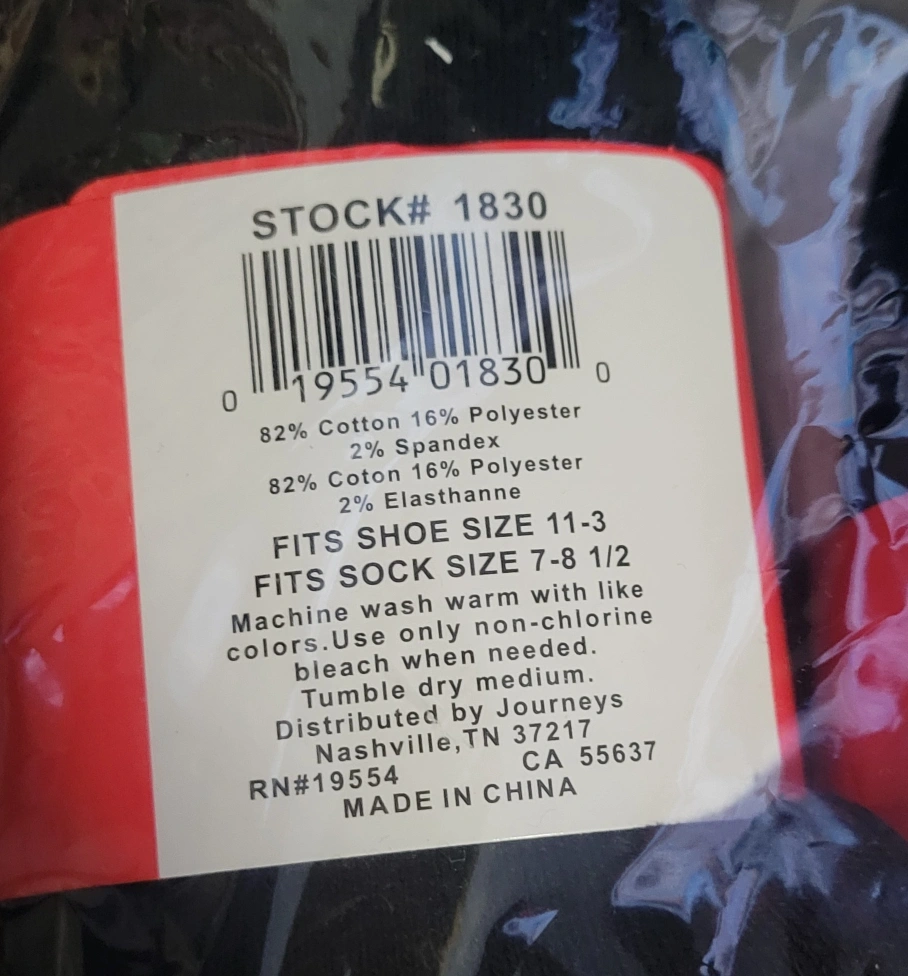 STOCK# 1830
0 19554 01830 0
82% Cotton 16% Polyester
2% Spandex
82% Coton 16% Polyester
2% Elasthanne
FITS SHOE SIZE 11-3
FITS SOCK SIZE 7-8 1/2
Machine wash warm with like
colors.Use only non-chlorine
bleach when needed.
Tumble dry medium.
Distributed by Journeys
Nashville,TN 37217
RN#19554 CA 55637
MADE IN CHINA